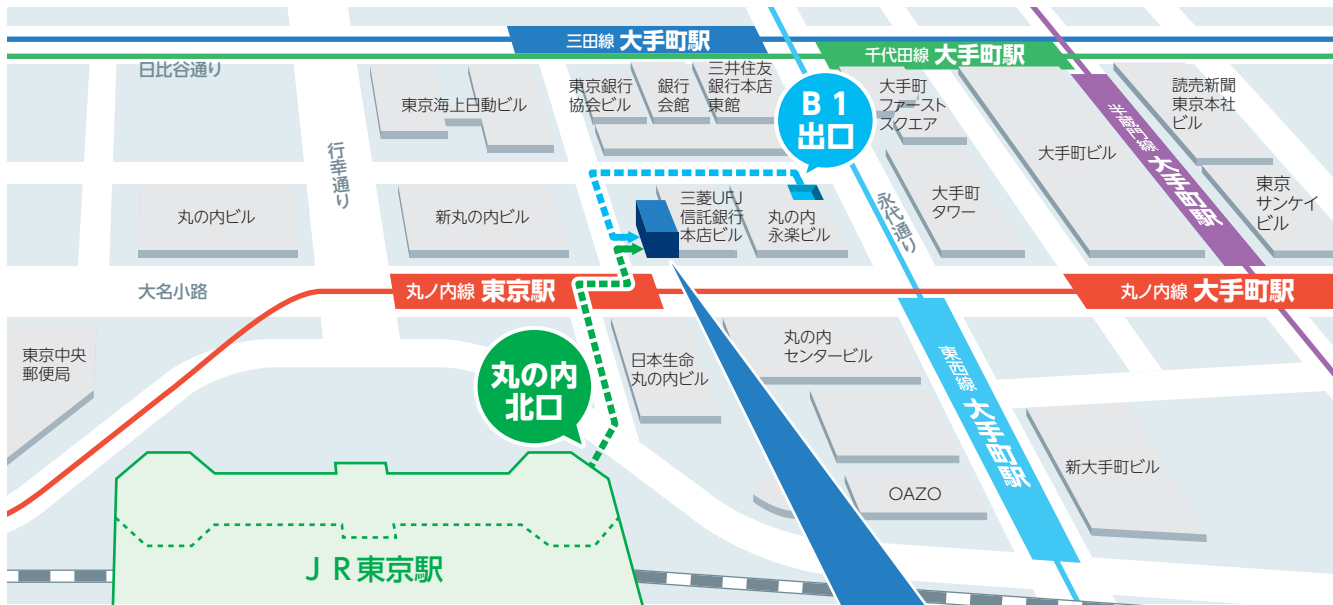 三田線 大手町駅
千代田線 大手町駅
日比谷通り
東京海上日動ビル
東京銀行
協会ビル
銀行
会館
三井住友
銀行本店
東館
B 1
出口
大手町
ファースト
スクエア
大手町ビル
半蔵門線 大手町駅
読売新聞
東京本社
ビル
行幸通り
丸の内ビル
新丸の内ビル
三菱UFJ
信託銀行
本店ビル
丸の内
永楽ビル
永代通り
大手町
タワー
東京
サンケイ
ビル
大名小路
丸ノ内線 東京駅
丸ノ内線 大手町駅
東京中央
郵便局
丸の内
北口
日本生命
丸の内ビル
丸の内
センタービル
東西線 大手町駅
新大手町ビル
OAZO
JR東京駅